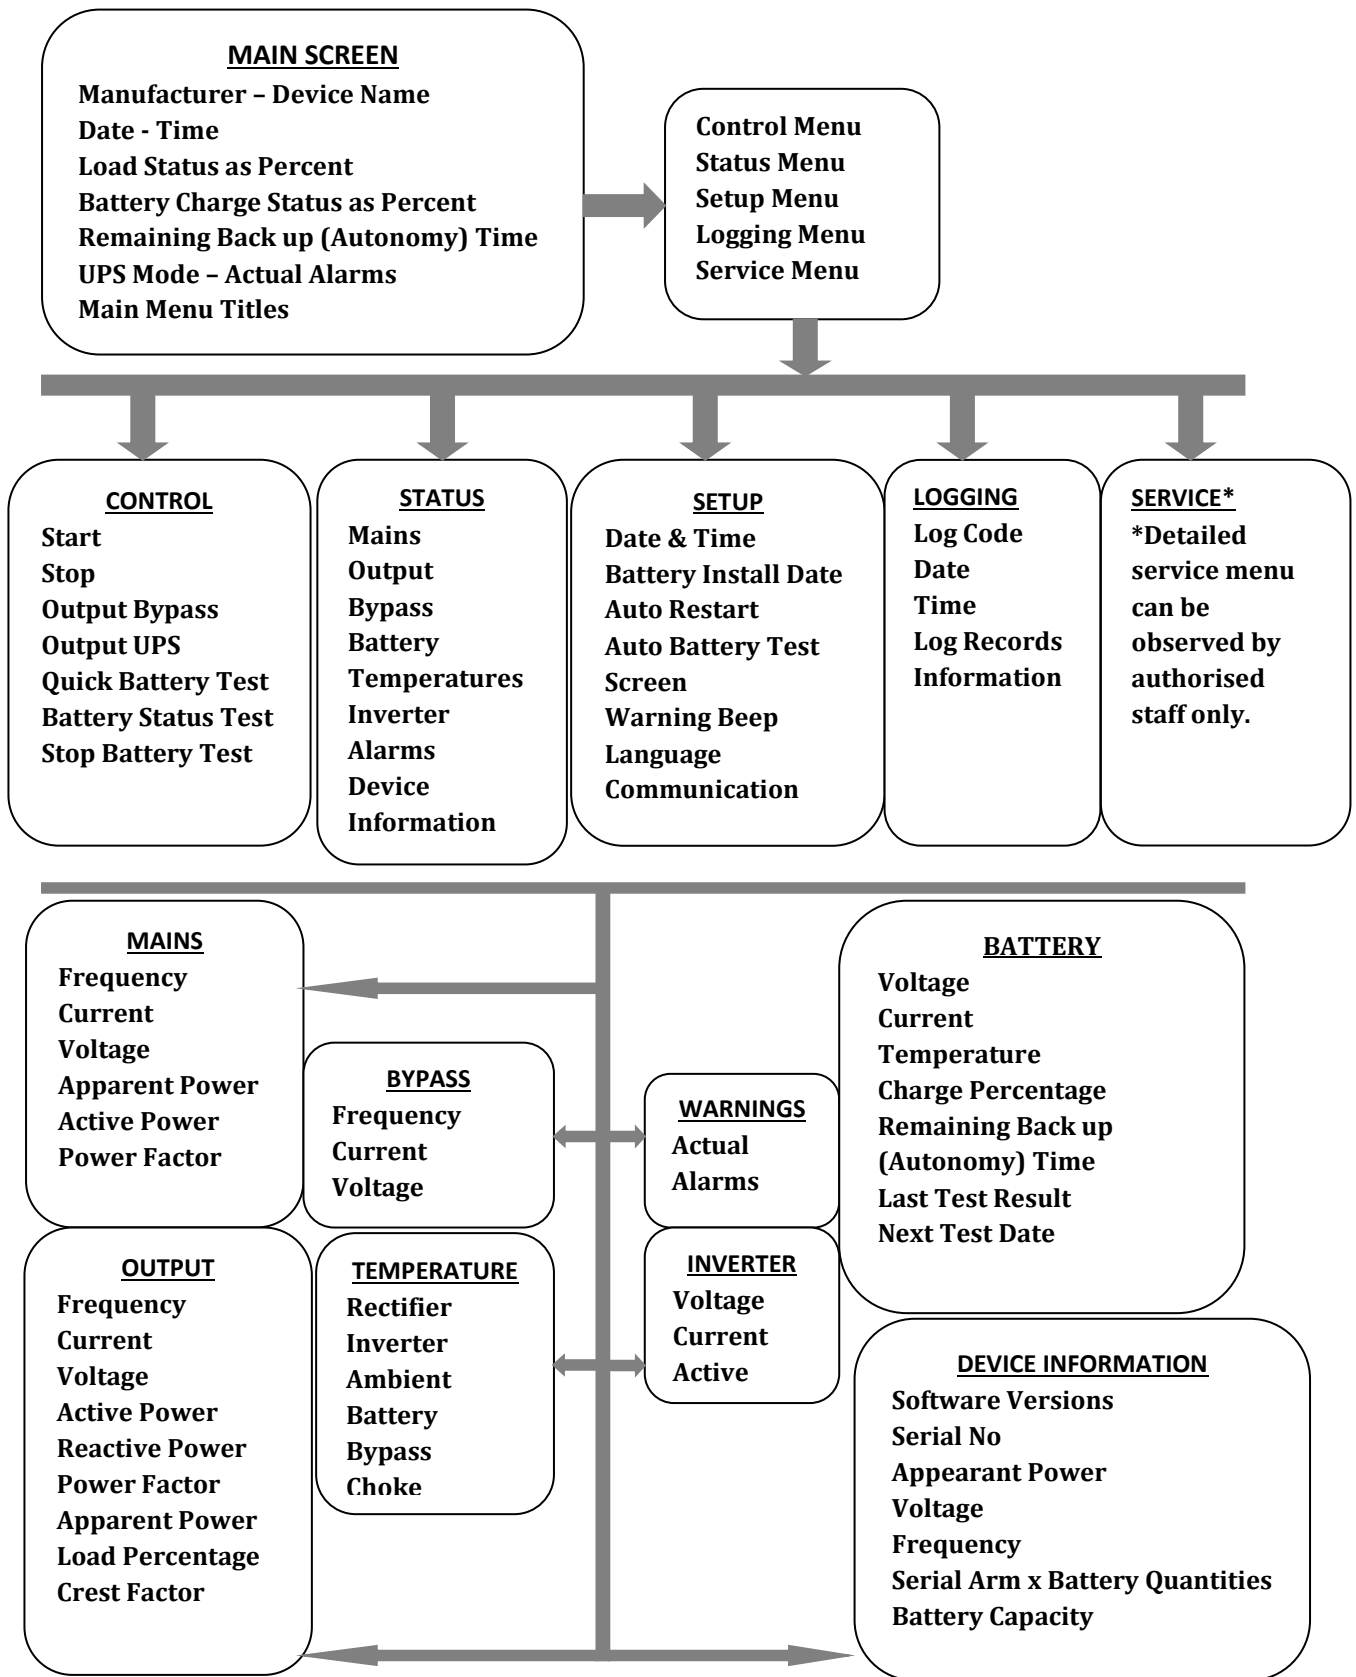 MAIN SCREEN
Manufacturer – Device Name
Date - Time
Load Status as Percent
Battery Charge Status as Percent
Remaining Back up (Autonomy) Time
UPS Mode – Actual Alarms
Main Menu Titles
Control Menu
Status Menu
Setup Menu
Logging Menu
Service Menu
CONTROL
Start
Stop
Output Bypass
Output UPS
Quick Battery Test
Battery Status Test
Stop Battery Test
STATUS
Mains
Output
Bypass
Battery
Temperatures
Inverter
Alarms
Device
Information
SETUP
Date & Time
Battery Install Date
Auto Restart
Auto Battery Test
Screen
Warning Beep
Language
Communication
LOGGING
Log Code
Date
Time
Log Records
Information
SERVICE*
*Detailed
service menu
can be
observed by
authorised
staff only.
MAINS
Frequency
Current
Voltage
Apparent Power
Active Power
Power Factor
BYPASS
Frequency
Current
Voltage
WARNINGS
Actual
Alarms
BATTERY
Voltage
Current
Temperature
Charge Percentage
Remaining Back up
(Autonomy) Time
Last Test Result
Next Test Date
OUTPUT
Frequency
Current
Voltage
Active Power
Reactive Power
Power Factor
Apparent Power
Load Percentage
Crest Factor
TEMPERATURE
Rectifier
Inverter
Ambient
Battery
Bypass
Choke
INVERTER
Voltage
Current
Active
DEVICE INFORMATION
Software Versions
Serial No
Appearant Power
Voltage
Frequency
Serial Arm x Battery Quantities
Battery Capacity